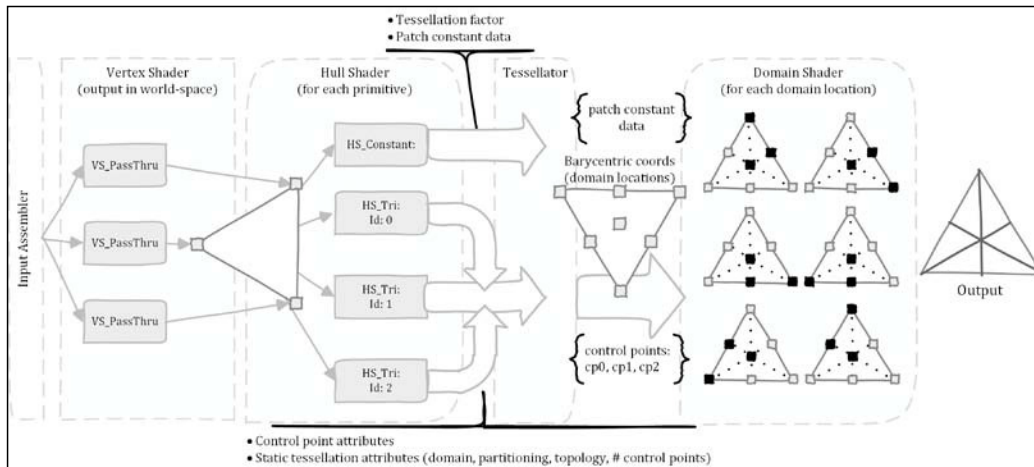 • Tessellation factor
• Patch constant data
Vertex Shader
(output in world-space)
Hull Shader
(for each primitive)
Tessellator
Domain Shader
(for each domain location)
Input Assembler
VS_PassThru
VS_PassThru
VS_PassThru
HS_Constant:
HS_Tri:
Id: 0
HS_Tri:
Id: 1
HS_Tri:
Id: 2
patch constant
data
Barycentric coords
(domain locations)
control points:
cp0, cp1, cp2
Output
• Control point attributes
• Static tessellation attributes (domain, partitioning, topology, # control points)